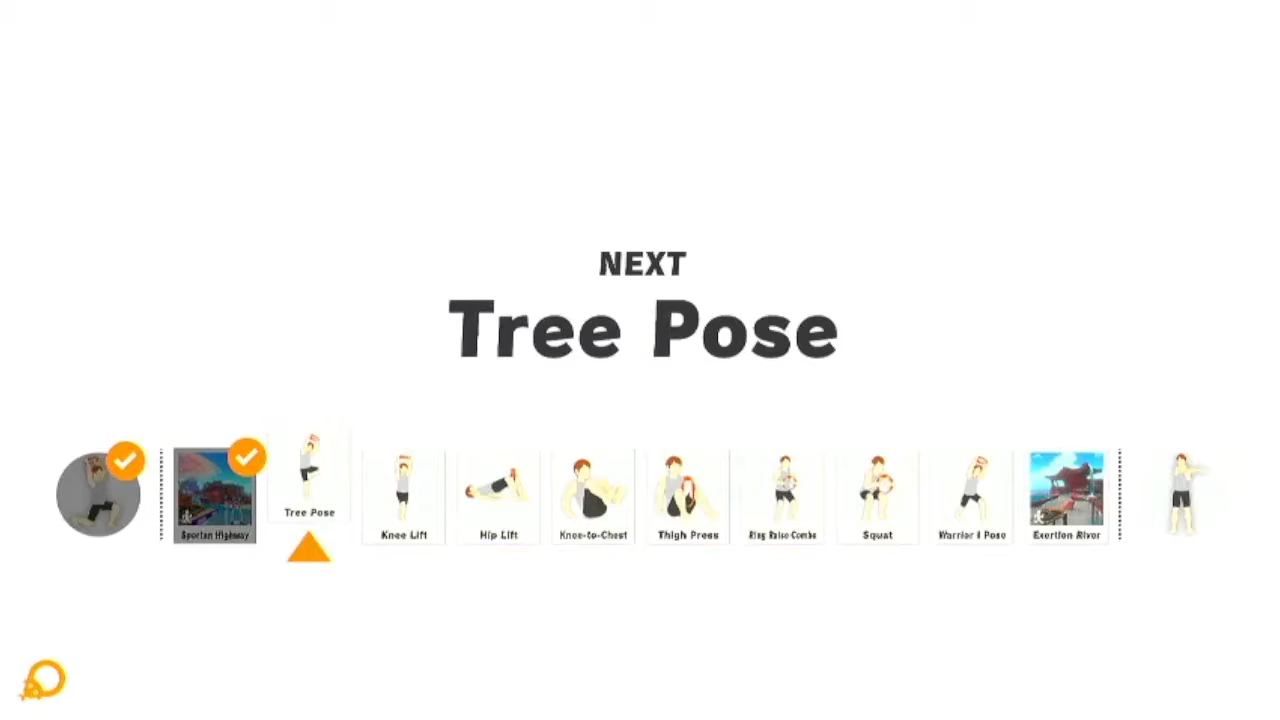 NEXT
Tree Pose
Spartan Highway
Tree Pose
Knee Lift
Hip Lift
Knee-to-Chest
Thigh Press
Ring Raise Combo
Squat
Warrior I Pose
Exertion River